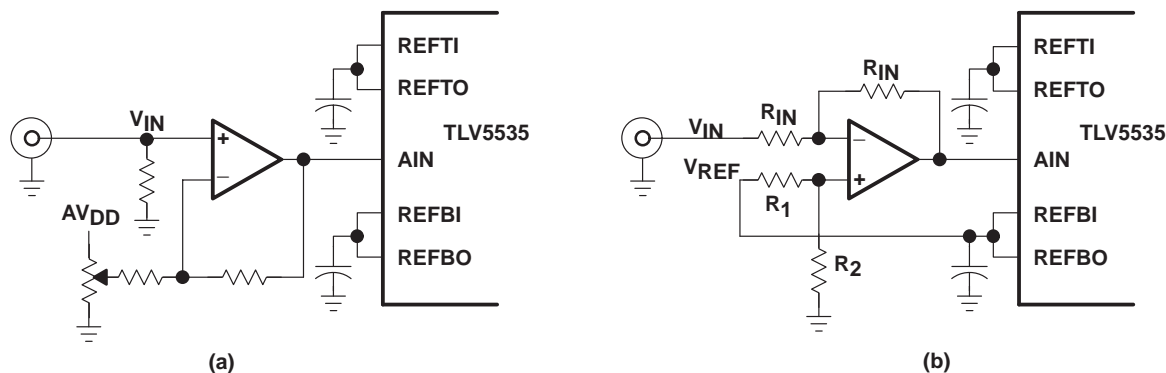 REFTI
REFTO
TLV5535
VIN
+
−
AIN
AVDD
REFBI
REFBO
(a)
REFTI
REFTO
RIN
TLV5535
VIN
RIN
−
+
AIN
VREF
R1
REFBI
REFBO
R2
(b)